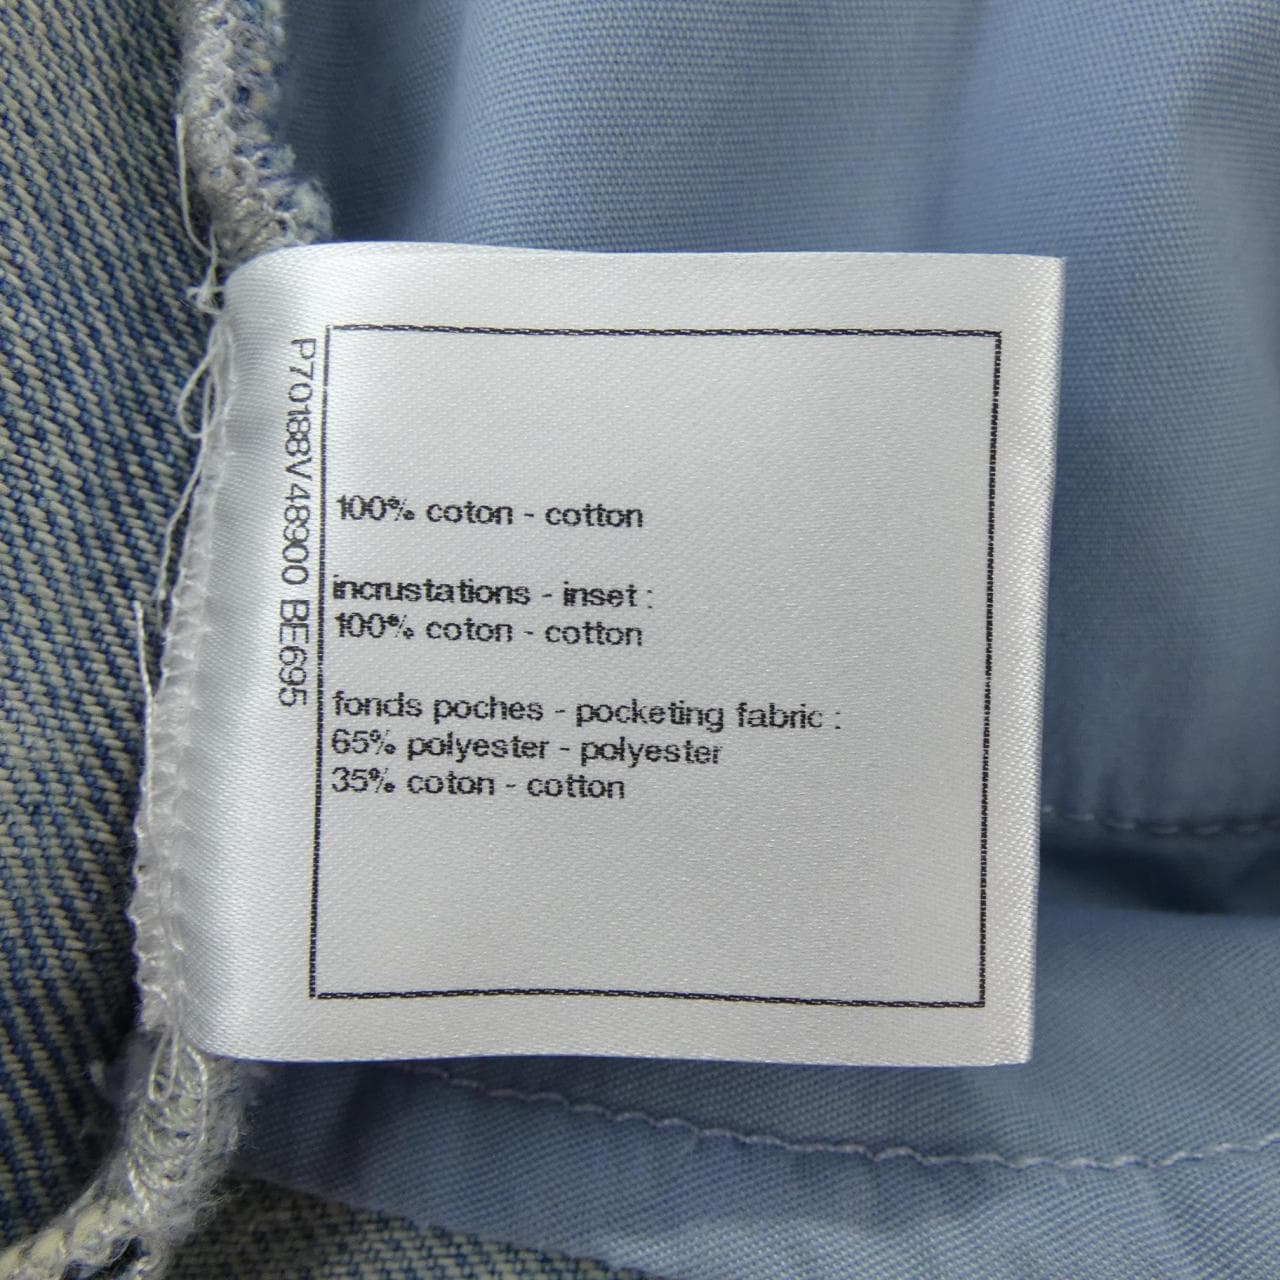 P70188V48900 BE695
100% coton - cotton
incrustations - inset :
100% coton - cotton
fonds poches - pocketing fabric :
65% polyester - polyester
35% coton - cotton